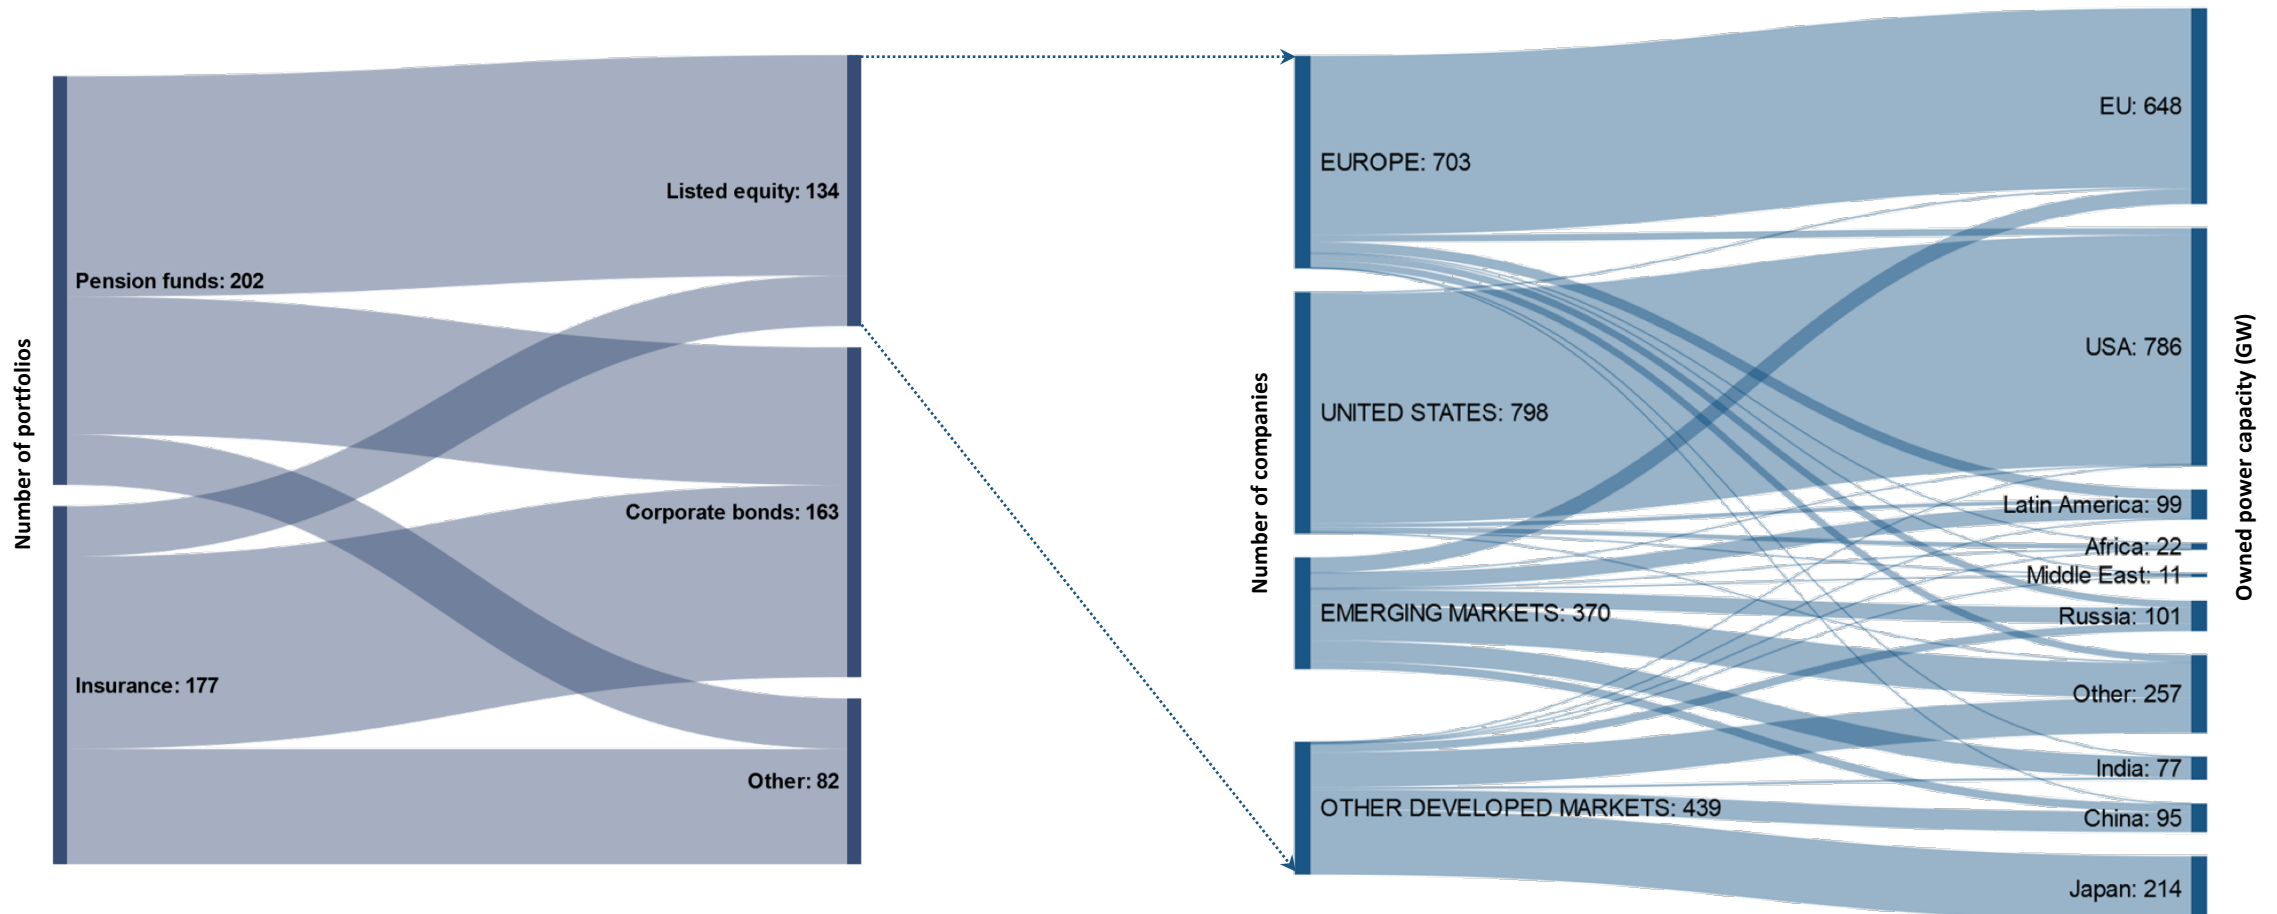 Number of portfolios
Pension funds: 202
Insurance: 177
Listed equity: 134
Corporate bonds: 163
Other: 82
Number of companies
EUROPE: 703
UNITED STATES: 798
EMERGING MARKETS: 370
OTHER DEVELOPED MARKETS: 439
EU: 648
USA: 786
Latin America: 99
Africa: 22
Middle East: 11
Russia: 101
Other: 257
India: 77
China: 95
Japan: 214
Owned power capacity (GW)